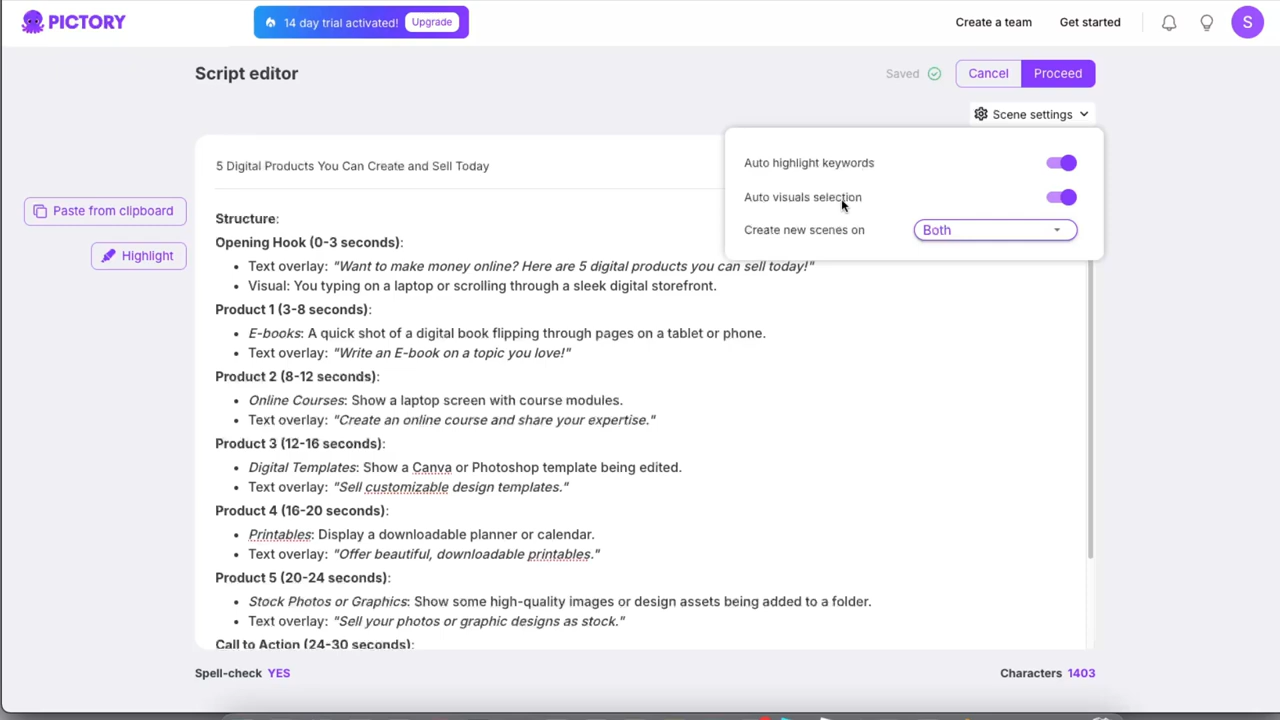 PICTORY
14 day trial activated!
Upgrade
Create a team
Get started
S
Script editor
Saved
Cancel
Proceed
Scene settings
5 Digital Products You Can Create and Sell Today
Auto highlight keywords
Auto visuals selection
Create new scenes on
Both
Paste from clipboard
Highlight
Structure:
Opening Hook (0-3 seconds):
• Text overlay: "Want to make money online? Here are 5 digital products you can sell today!"
• Visual: You typing on a laptop or scrolling through a sleek digital storefront.
Product 1 (3-8 seconds):
• E-books: A quick shot of a digital book flipping through pages on a tablet or phone.
• Text overlay: "Write an E-book on a topic you love!"
Product 2 (8-12 seconds):
• Online Courses: Show a laptop screen with course modules.
• Text overlay: "Create an online course and share your expertise."
Product 3 (12-16 seconds):
• Digital Templates: Show a Canva or Photoshop template being edited.
• Text overlay: "Sell customizable design templates."
Product 4 (16-20 seconds):
• Printables: Display a downloadable planner or calendar.
• Text overlay: "Offer beautiful, downloadable printables."
Product 5 (20-24 seconds):
• Stock Photos or Graphics: Show some high-quality images or design assets being added to a folder.
• Text overlay: "Sell your photos or graphic designs as stock."
Call to Action (24-30 seconds):
Spell-check YES
Characters 1403